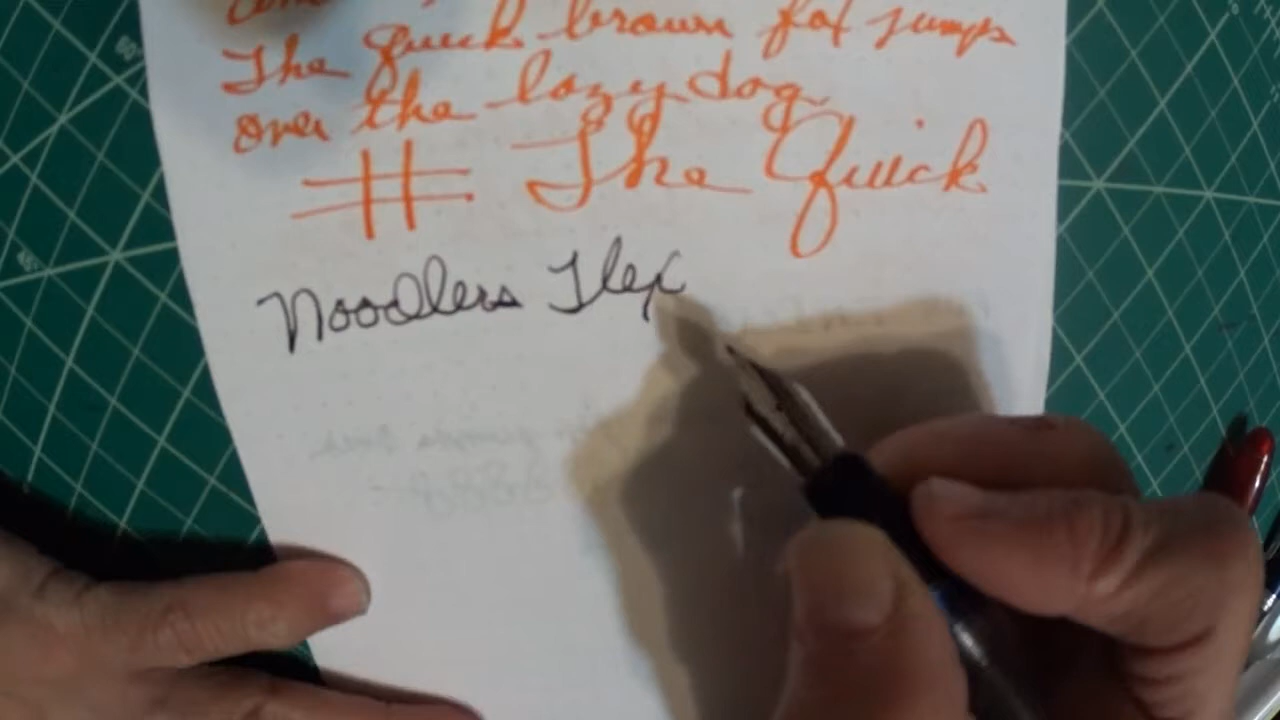 The quick brown fox jumps
over the lazy dog
# The Quick
Noodlers Flex